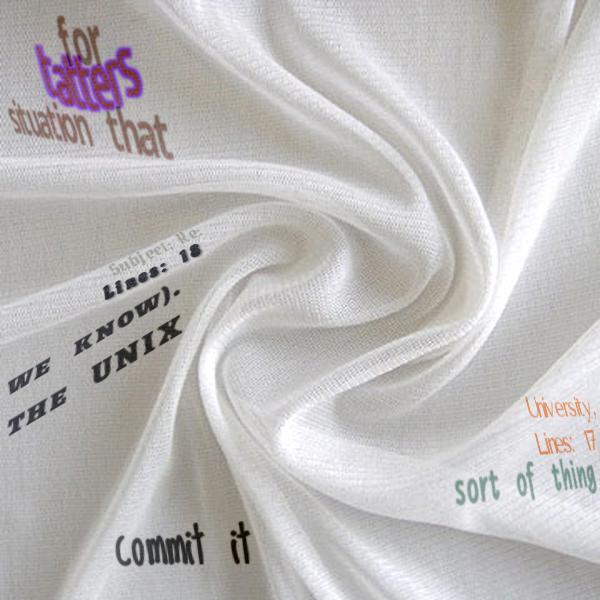 for
tatters
situation that
Subject: Re:
Lines: 18
WE KNOW).
THE UNIX
University,
Lines: 17
sort of thing
commit it